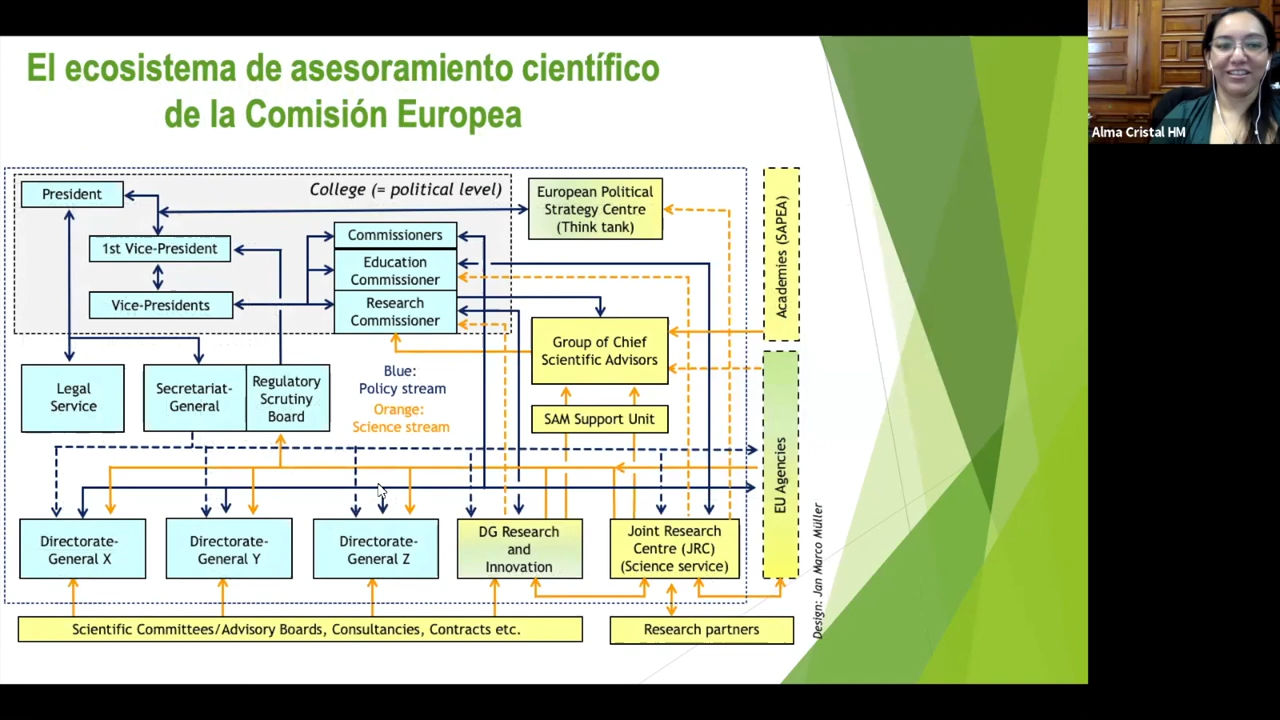 El ecosistema de asesoramiento científico
de la Comisión Europea
Alma Cristal HM
President
College (= political level)
1st Vice-President
Vice-Presidents
Commissioners
Education
Commissioner
Research
Commissioner
European Political
Strategy Centre
(Think tank)
Academies (SAPEA)
Group of Chief
Scientific Advisors
SAM Support Unit
Legal
Service
Secretariat-
General
Regulatory
Scrutiny
Board
Blue:
Policy stream
Orange:
Science stream
EU Agencies
Directorate-
General X
Directorate-
General Y
Directorate-
General Z
DG Research
and
Innovation
Joint Research
Centre (JRC)
(Science service)
Scientific Committees/Advisory Boards, Consultancies, Contracts etc.
Research partners
Design: Jan Marco Müller